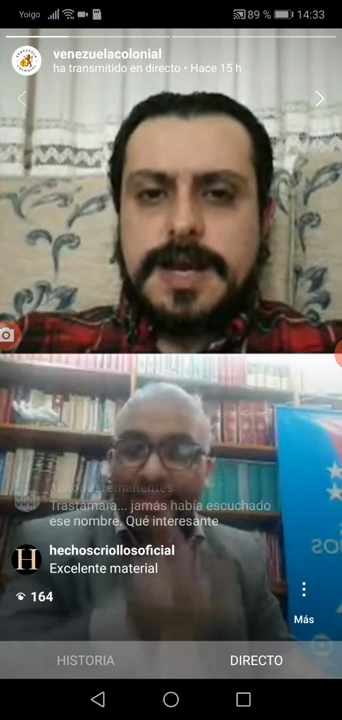 Yoigo 89 % 14:33
venezuelacolonial
ha transmitido en directo • Hace 15 h
Trastamara... jamás había escuchado
ese nombre. Qué interesante
hechoscriollosoficial
H
Excelente material
164
Más
HISTORIA DIRECTO